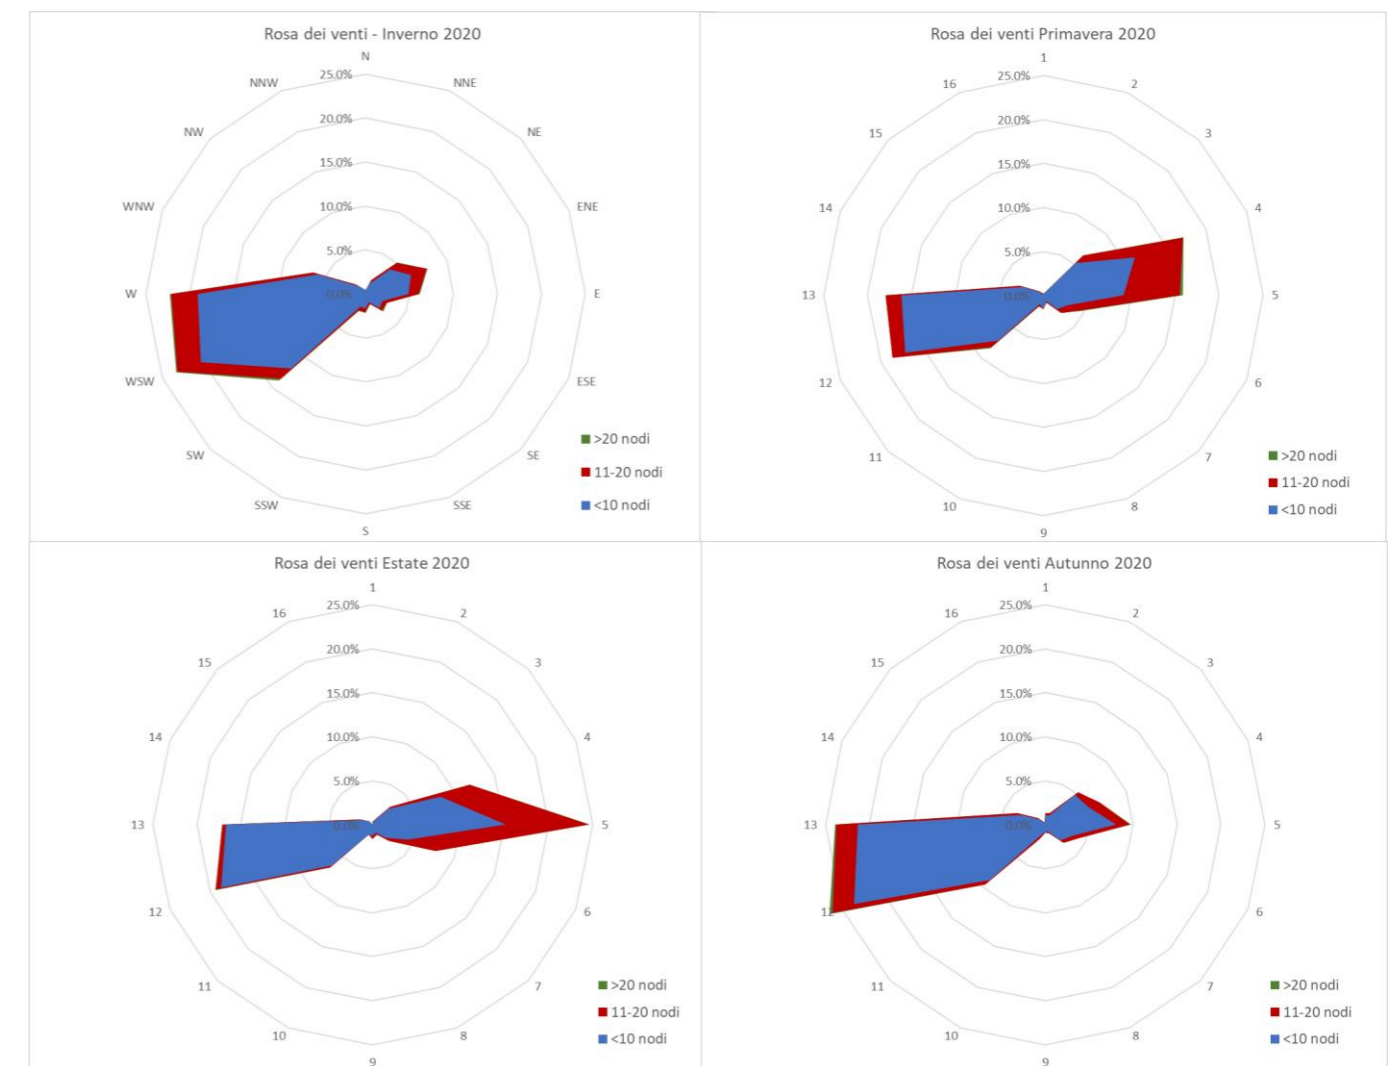 Rosa dei venti - Inverno 2020
N
NNE
NE
ENE
E
ESE
SE
SSE
S
SSW
SW
WSW
W
WNW
NW
NNW
25.0%
20.0%
15.0%
10.0%
5.0%
0.0%
>20 nodi
11-20 nodi
<10 nodi
Rosa dei venti Primavera 2020
1
2
3
4
5
6
7
8
9
10
11
12
13
14
15
16
25.0%
20.0%
15.0%
10.0%
5.0%
0.0%
>20 nodi
11-20 nodi
<10 nodi
Rosa dei venti Estate 2020
1
2
3
4
5
6
7
8
9
10
11
12
13
14
15
16
25.0%
20.0%
15.0%
10.0%
5.0%
0.0%
>20 nodi
11-20 nodi
<10 nodi
Rosa dei venti Autunno 2020
1
2
3
4
5
6
7
8
9
10
11
12
13
14
15
16
25.0%
20.0%
15.0%
10.0%
5.0%
0.0%
>20 nodi
11-20 nodi
<10 nodi